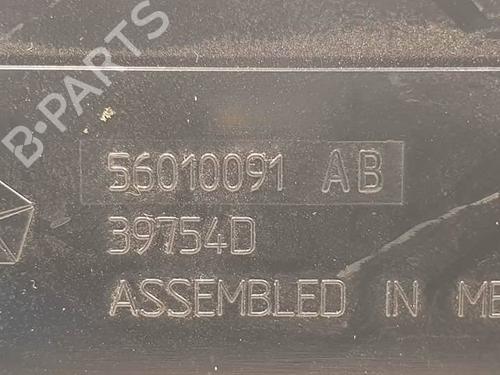 B-PARTS
56010091 AB
39754D
ASSEMBLED IN